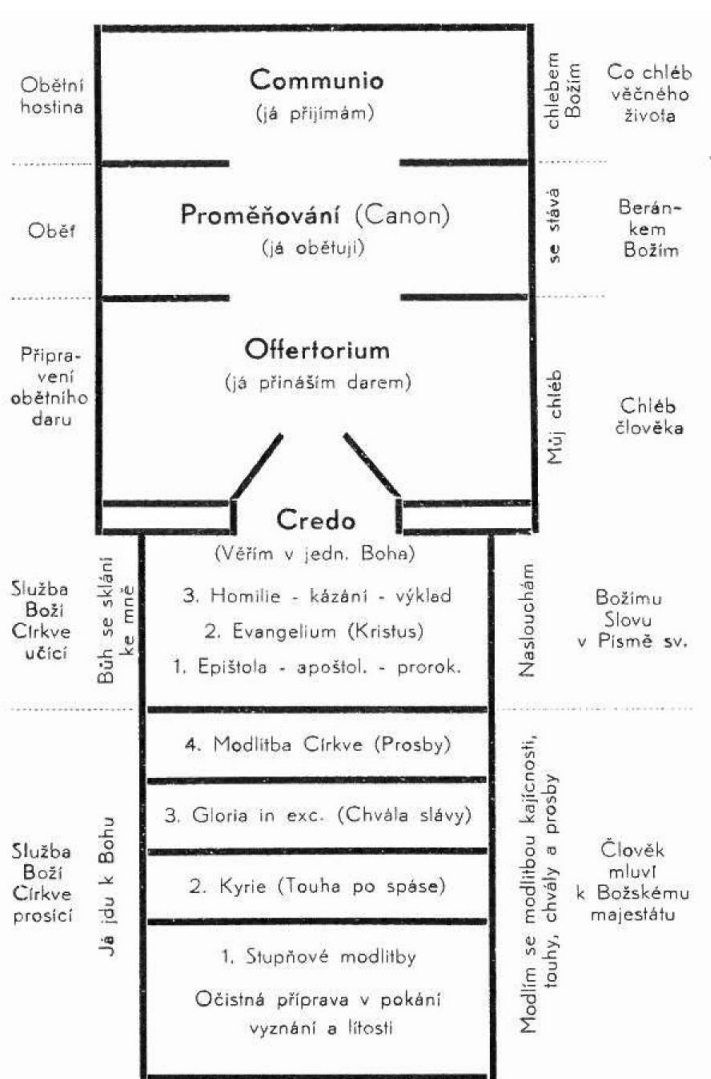 Obětní
hostina
Communio
(já přijímám)
chlebem
Božím
Co chléb
věčného
života
Oběť
Proměňování (Canon)
(já obětuji)
se stává
Berán-
kem
Božím
Připra-
vení
obětního
daru
Offertorium
(já přináším darem)
Můj chléb
Chléb
člověka
Credo
(Věřím v jedn. Boha)
Služba
Boží
Církve
učící
Bůh se sklání
ke mně
3. Homilie - kázání - výklad
2. Evangelium (Kristus)
1. Epištola - apoštol. - prorok.
Naslouchám
Božímu
Slovu
v Písmě sv.
Služba
Boží
Církve
prosící
Já jdu k Bohu
4. Modlitba Církve (Prosby)
3. Gloria in exc. (Chvála slávy)
2. Kyrie (Touha po spáse)
1. Stupňové modlitby
Očistná příprava v pokání
vyznání a lítosti
Modlím se modlitbou kajícnosti,
touhy, chvály a prosby
Člověk
mluví
k Božskému
majestátu